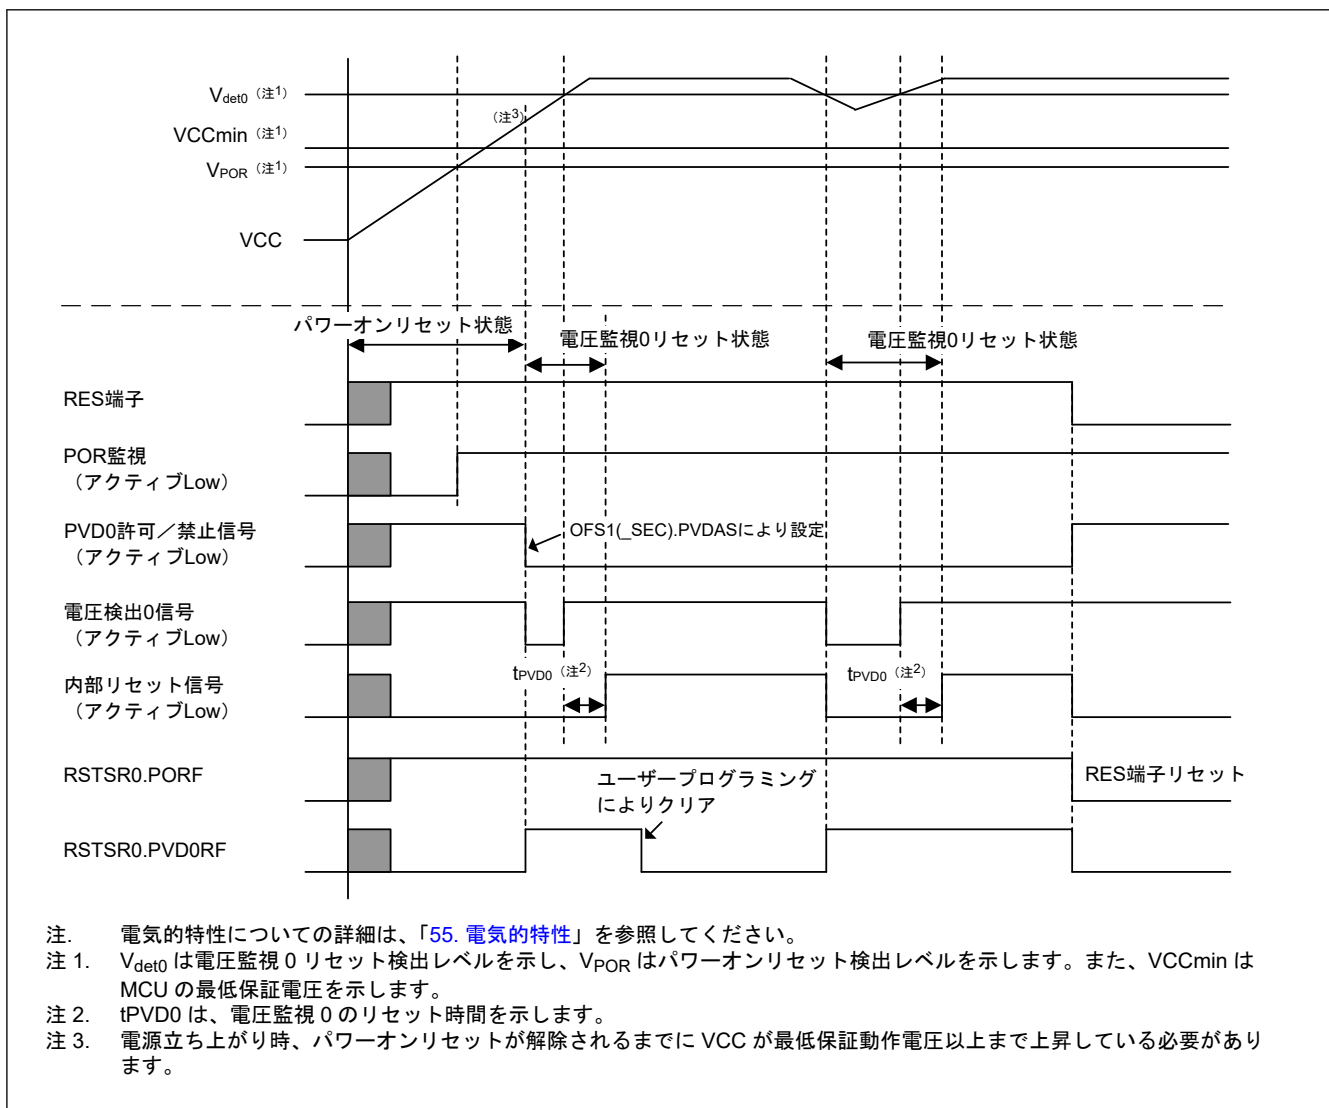 Vdet0（注1）
（注3）
VCCmin（注1）
VPOR（注1）
VCC
パワーオンリセット状態
電圧監視0リセット状態
電圧監視0リセット状態
RES端子
POR監視
（アクティブLow）
PVD0許可／禁止信号
（アクティブLow）
OFS1(_SEC).PVDASにより設定
電圧検出0信号
（アクティブLow）
tPVD0（注2）
tPVD0（注2）
内部リセット信号
（アクティブLow）
RSTSR0.PORF
ユーザープログラミング
によりクリア
RES端子リセット
RSTSR0.PVD0RF
注. 電気的特性についての詳細は、「55. 電気的特性」を参照してください。
注 1. Vdet0 は電圧監視 0 リセット検出レベルを示し、VPOR はパワーオンリセット検出レベルを示します。また、VCCmin は
MCU の最低保証電圧を示します。
注 2. tPVD0 は、電圧監視 0 のリセット時間を示します。
注 3. 電源立ち上がり時、パワーオンリセットが解除されるまでに VCC が最低保証動作電圧以上まで上昇している必要があり
ます。